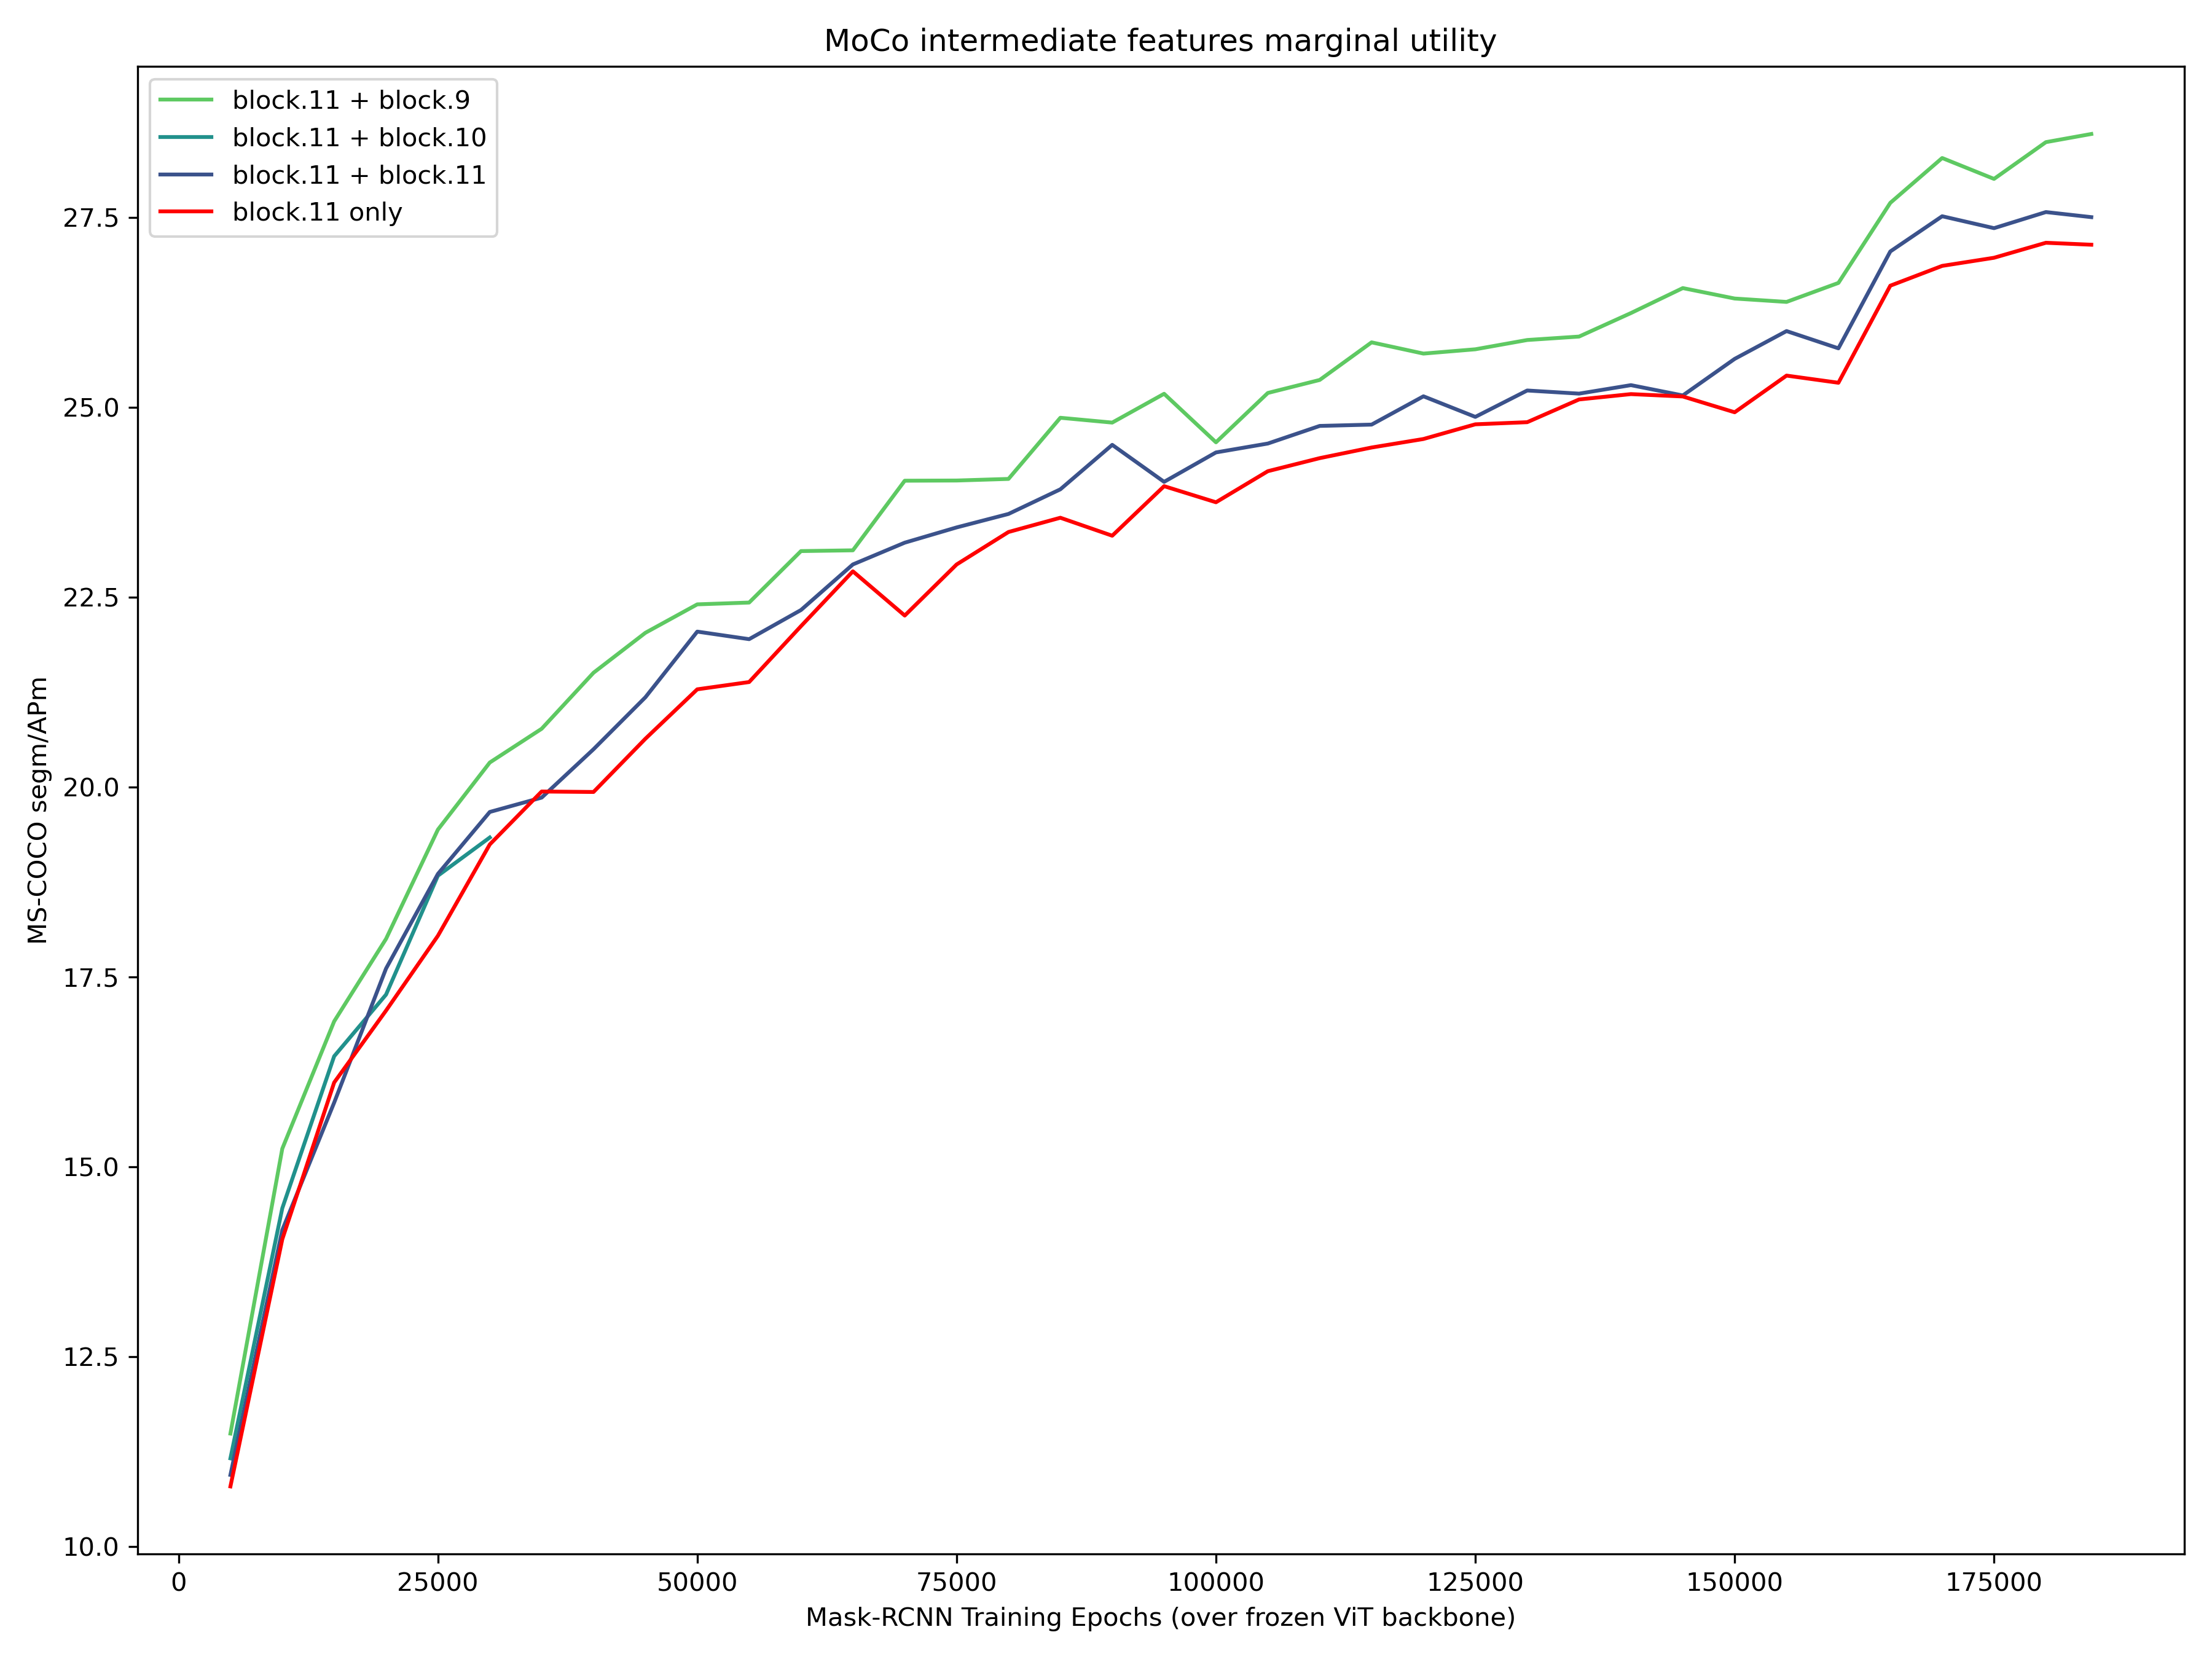 MoCo intermediate features marginal utility
block.11 + block.9
block.11 + block.10
block.11 + block.11
block.11 only
MS-COCO segm/APm
27.5
25.0
22.5
20.0
17.5
15.0
12.5
10.0
0 25000 50000 75000 100000 125000 150000 175000
Mask-RCNN Training Epochs (over frozen ViT backbone)